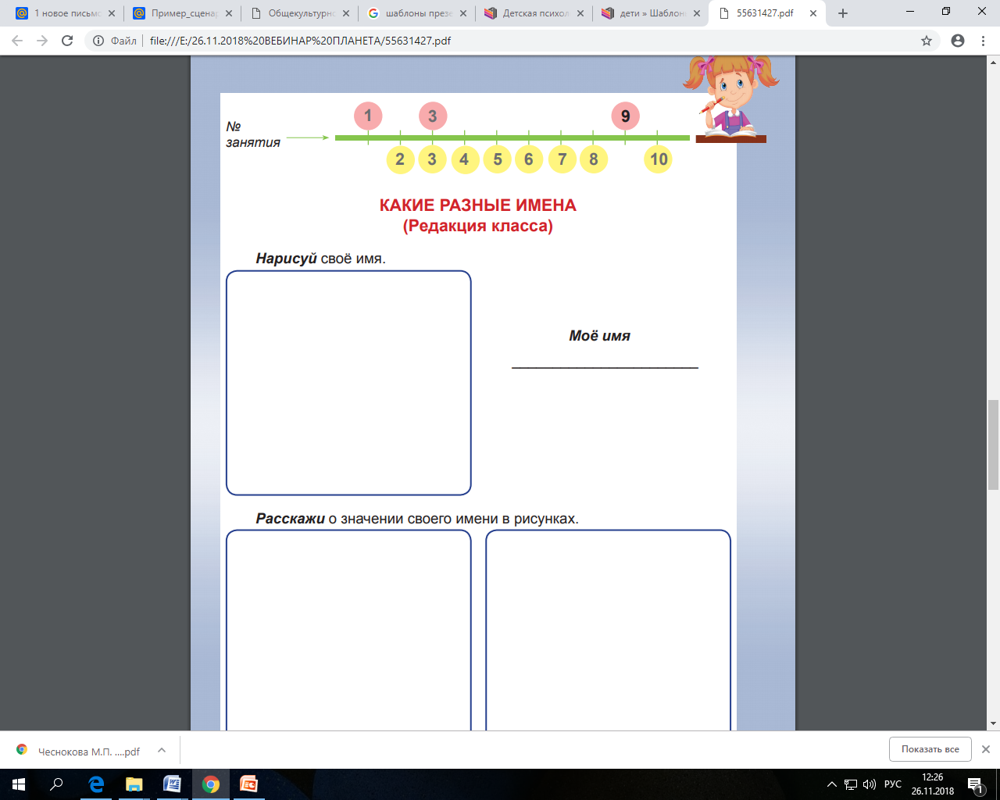 1 новое письмо
Пример_сценар
Общекультурно
шаблоны презе
Детская психол
дети » Шаблон
55631427.pdf
Файл
file:///E:/26.11.2018%20ВЕБИНАР%20ПЛАНЕТА/55631427.pdf
№
занятия
1 3 9
2 3 4 5 6 7 8 10
КАКИЕ РАЗНЫЕ ИМЕНА
(Редакция класса)
Нарисуй своё имя.
Моё имя
Расскажи о значении своего имени в рисунках.
Чеснокова М.П. ....pdf
Показать все
РУС
12:26
26.11.2018
1